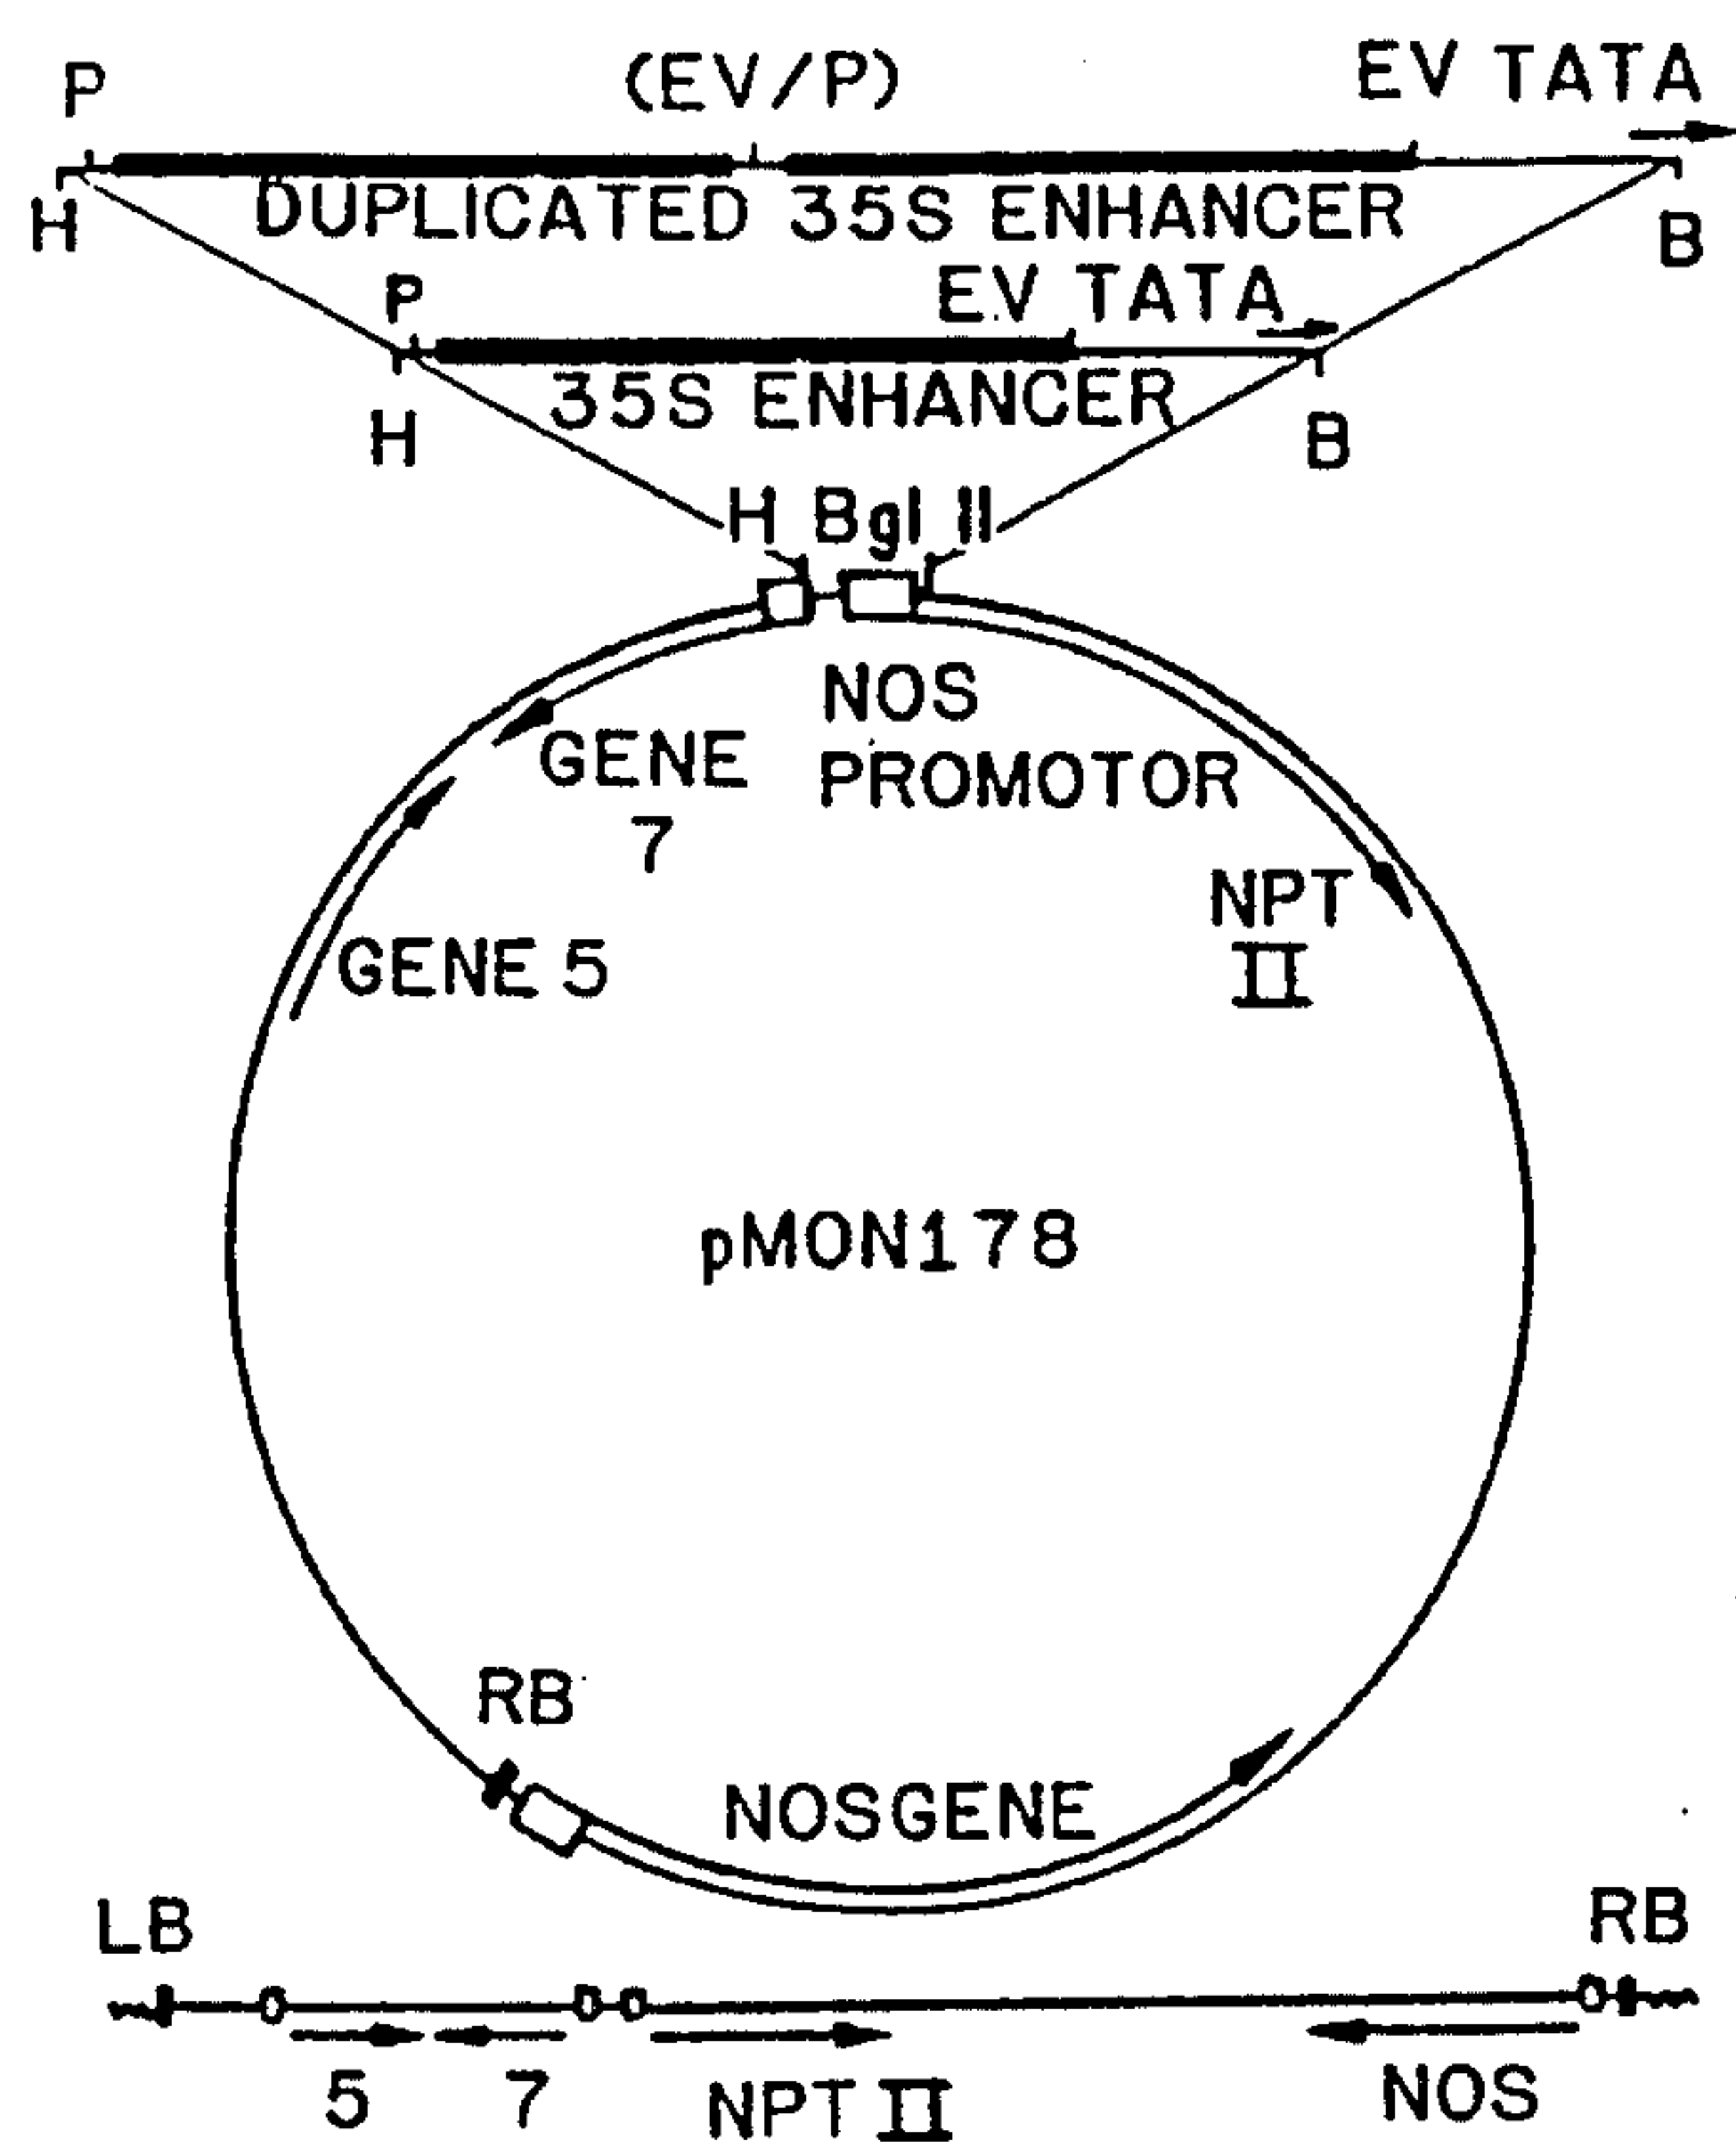 P (EV/P) EV TATA
H DUPLICATED 35S ENHANCER B
P EV TATA
35S ENHANCER
H B
H Bgl II
NOS
PROMOTOR
GENE
7
NPT
II
GENE 5
pMON178
RB
NOSGENE
LB RB
5 7 NPT II NOS